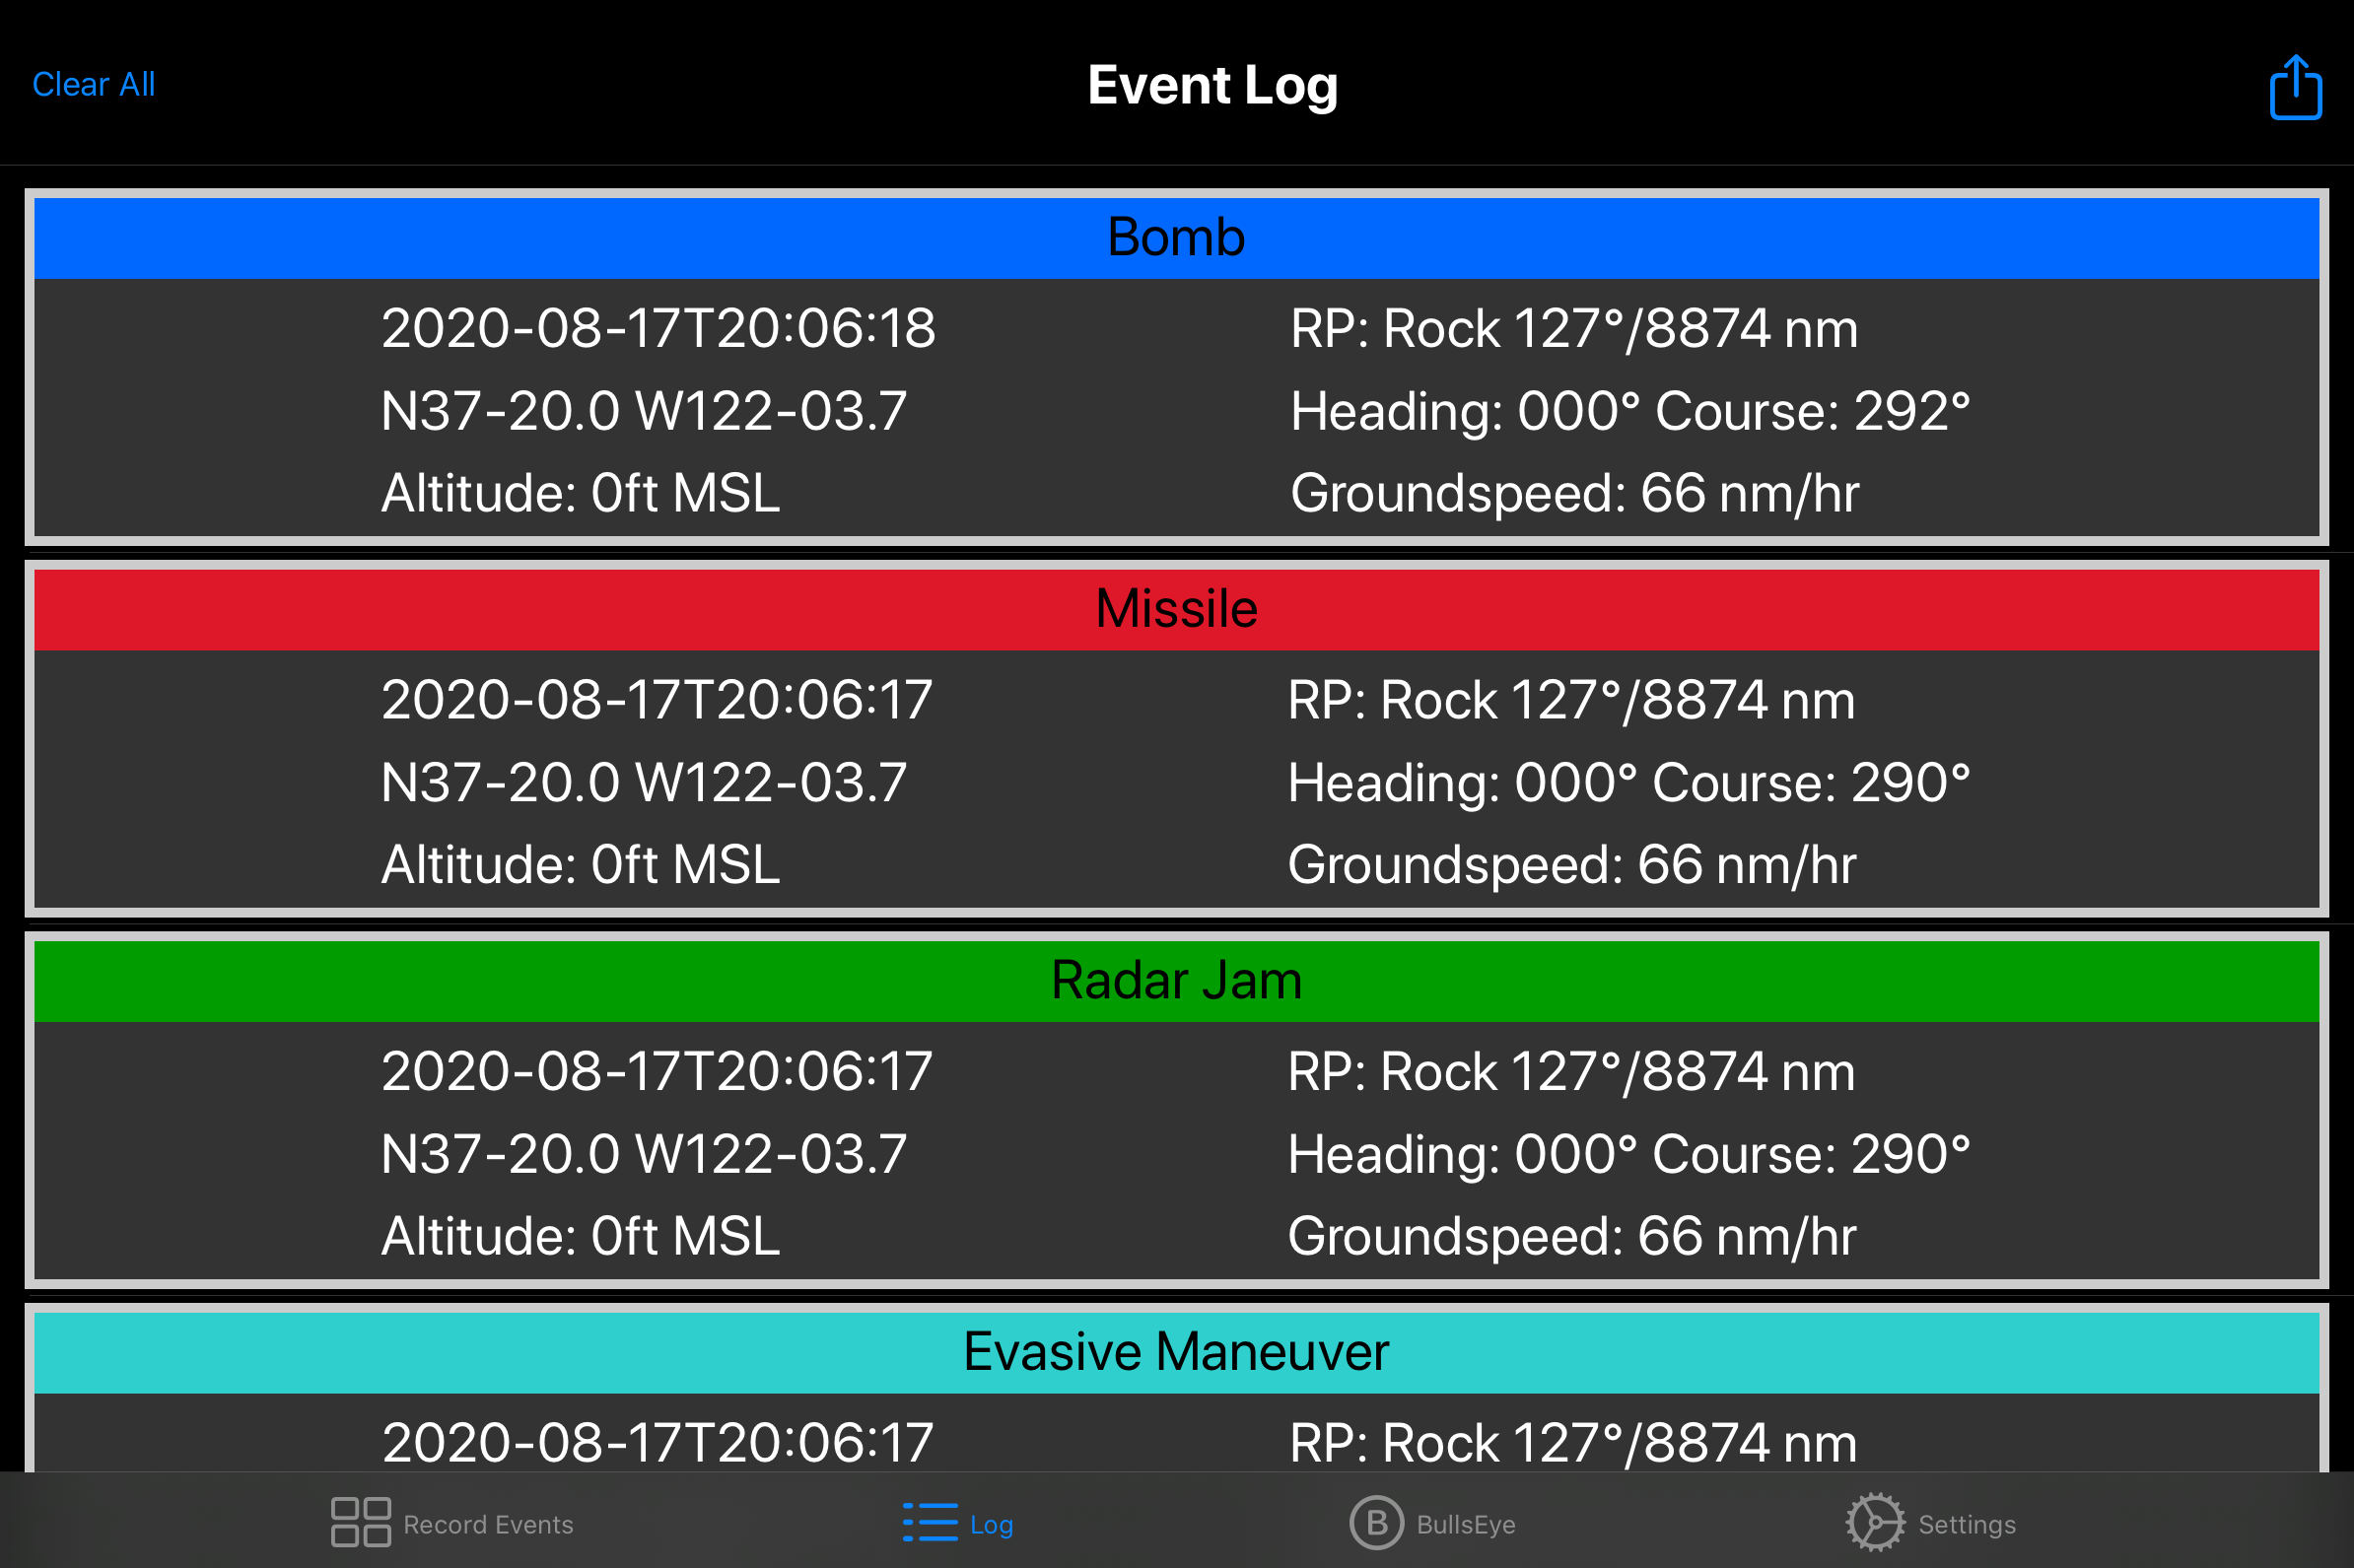 Clear All
Event Log
Bomb
2020-08-17T20:06:18
RP: Rock 127°/8874 nm
N37-20.0 W122-03.7
Heading: 000° Course: 292°
Altitude: 0ft MSL
Groundspeed: 66 nm/hr
Missile
2020-08-17T20:06:17
RP: Rock 127°/8874 nm
N37-20.0 W122-03.7
Heading: 000° Course: 290°
Altitude: 0ft MSL
Groundspeed: 66 nm/hr
Radar Jam
2020-08-17T20:06:17
RP: Rock 127°/8874 nm
N37-20.0 W122-03.7
Heading: 000° Course: 290°
Altitude: 0ft MSL
Groundspeed: 66 nm/hr
Evasive Maneuver
2020-08-17T20:06:17
RP: Rock 127°/8874 nm
Record Events
Log
B BullsEye
Settings